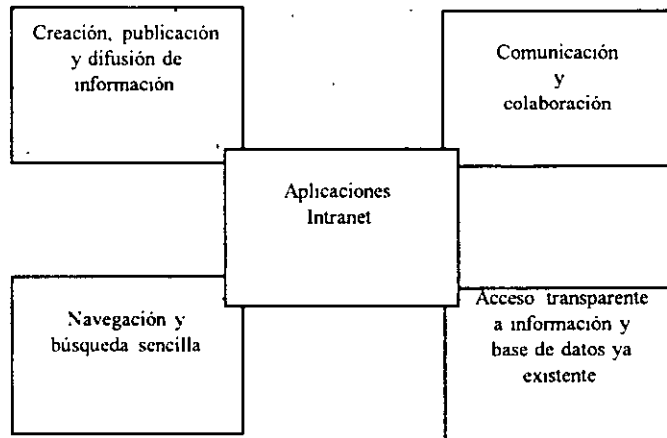 Creación, publicación
y difusión de
información
Comunicación
y
colaboración
Aplicaciones
Intranet
Navegación y
búsqueda sencilla
Acceso transparente
a información y
base de datos ya
existente